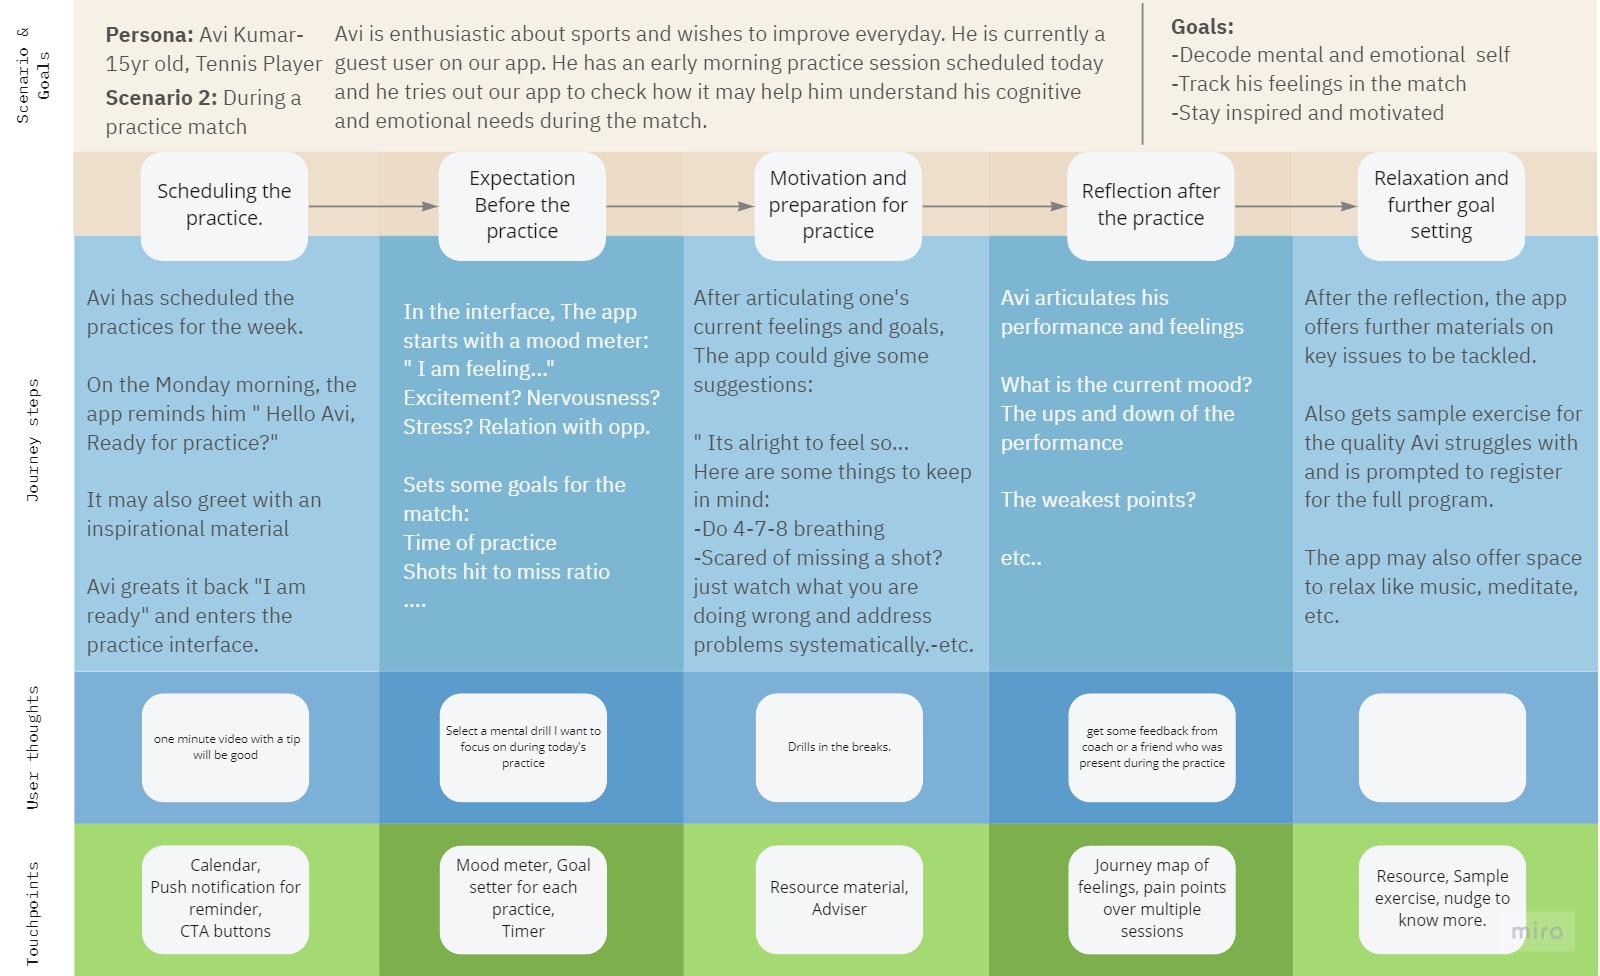 Scenario &
Goals
Persona: Avi Kumar-
15yr old, Tennis Player
Scenario 2: During a
practice match
Avi is enthusiastic about sports and wishes to improve everyday. He is currently a
guest user on our app. He has an early morning practice session scheduled today
and he tries out our app to check how it may help him understand his cognitive
and emotional needs during the match.
Goals:
-Decode mental and emotional  self
-Track his feelings in the match
-Stay inspired and motivated
Scheduling the
practice.
Expectation
Before the
practice
Motivation and
preparation for
practice
Reflection after
the practice
Relaxation and
further goal
setting
Journey steps
Avi has scheduled the
practices for the week.
On the Monday morning, the
app reminds him " Hello Avi,
Ready for practice?"
It may also greet with an
inspirational material
Avi greats it back "I am
ready" and enters the
practice interface.
In the interface, The app
starts with a mood meter:
" I am feeling..."
Excitement? Nervousness?
Stress? Relation with opp.
Sets some goals for the
match:
Time of practice
Shots hit to miss ratio
....
After articulating one's
current feelings and goals,
The app could give some
suggestions:
" Its alright to feel so...
Here are some things to keep
in mind:
-Do 4-7-8 breathing
-Scared of missing a shot?
just watch what you are
doing wrong and address
problems systematically.-etc.
Avi articulates his
performance and feelings
What is the current mood?
The ups and down of the
performance
The weakest points?
etc..
After the reflection, the app
offers further materials on
key issues to be tackled.
Also gets sample exercise for
the quality Avi struggles with
and is prompted to register
for the full program.
The app may also offer space
to relax like music, meditate,
etc.
User thoughts
one minute video with a tip
will be good
Select a mental drill I want to
focus on during today's
practice
Drills in the breaks.
get some feedback from
coach or a friend who was
present during the practice
Touchpoints
Calendar,
Push notification for
reminder,
CTA buttons
Mood meter, Goal
setter for each
practice,
Timer
Resource material,
Adviser
Journey map of
feelings, pain points
over multiple
sessions
Resource, Sample
exercise, nudge to
know more.
miro